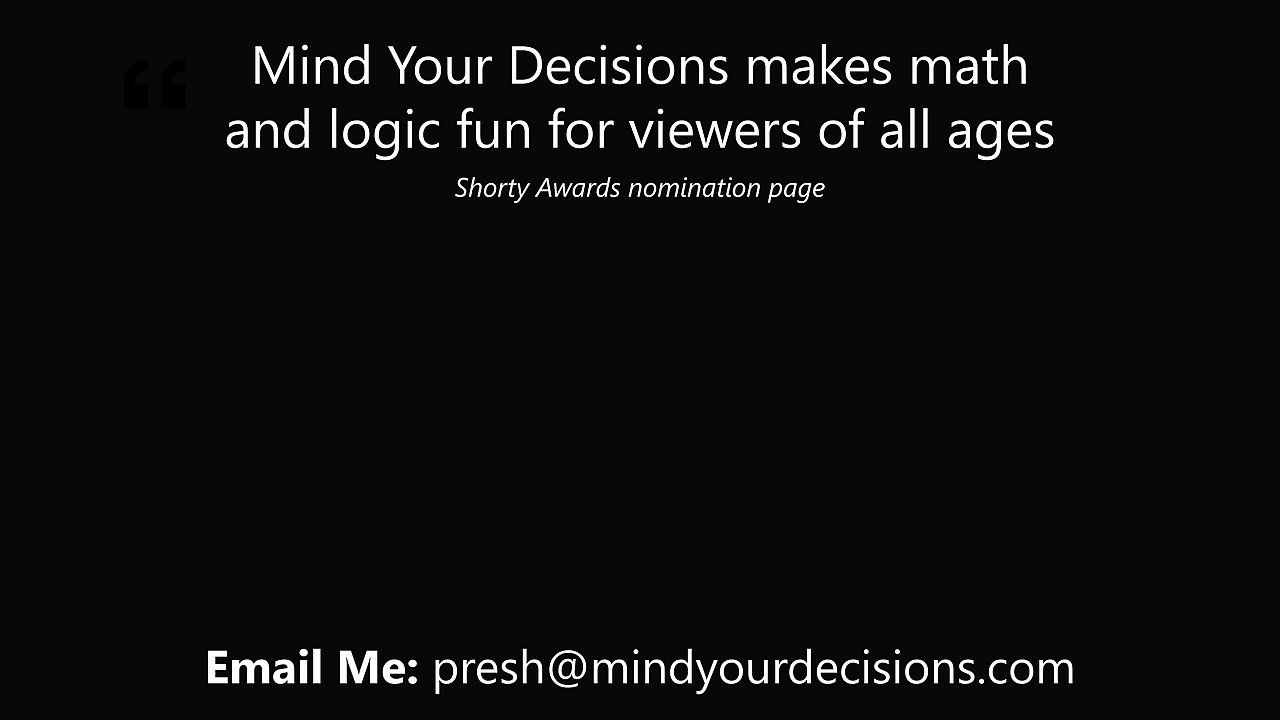 “
Mind Your Decisions makes math
and logic fun for viewers of all ages
Shorty Awards nomination page
Email Me: presh@mindyourdecisions.com